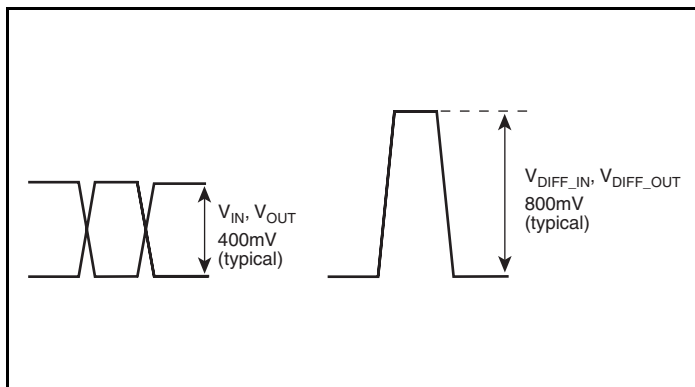 V_IN, V_OUT
400mV
(typical)
V_DIFF_IN, V_DIFF_OUT
800mV
(typical)